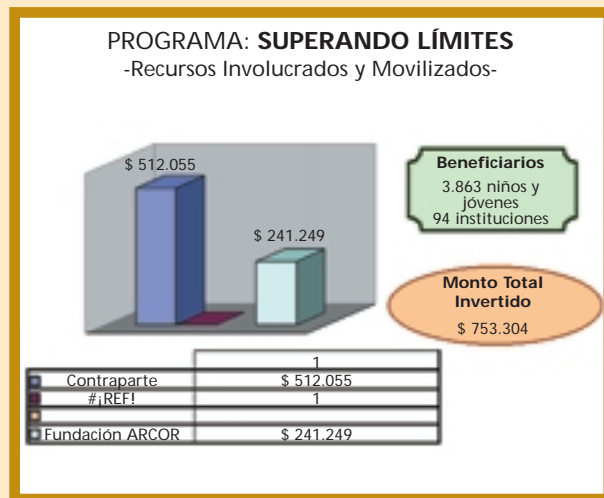 PROGRAMA: SUPERANDO LÍMITES
-Recursos Involucrados y Movilizados-
$ 512.055
$ 241.249
Beneficiarios
3.863 niños y
jóvenes
94 instituciones
Monto Total
Invertido
$ 753.304
1
Contraparte $ 512.055
#¡REF! 1
Fundación ARCOR $ 241.249